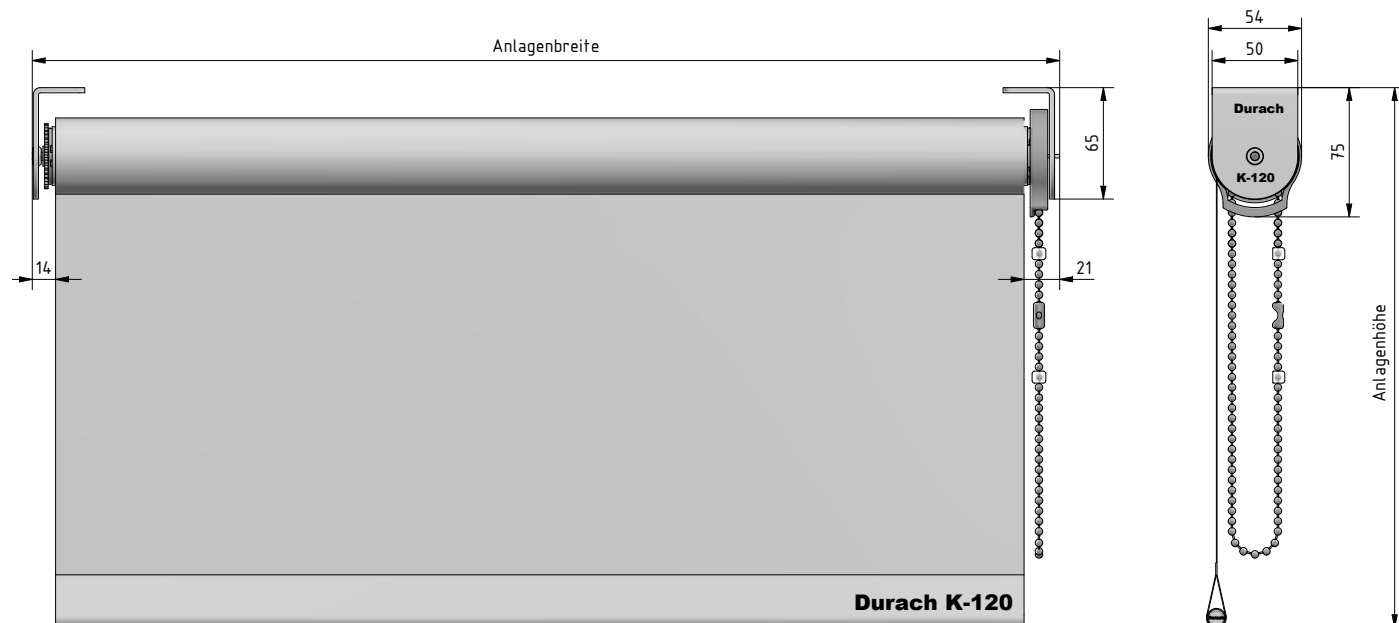 Anlagenbreite
54
50
Durach
K-120
65
75
14
21
Anlagenhöhe
Durach K-120